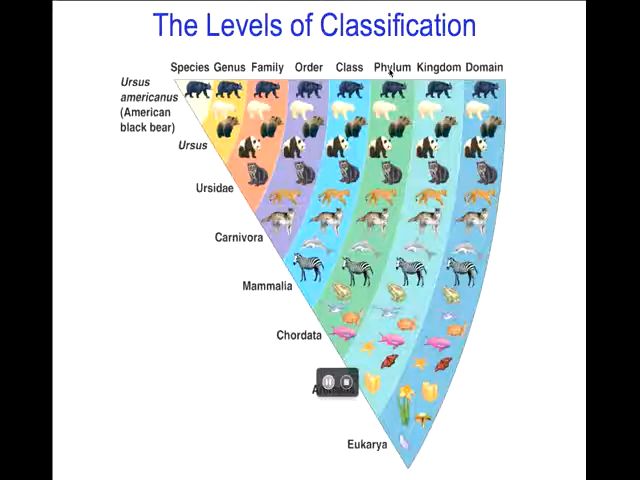 The Levels of Classification
Species Genus Family Order Class Phylum Kingdom Domain
Ursus
americanus
(American
black bear)
Ursus
Ursidae
Carnivora
Mammalia
Chordata
Eukarya